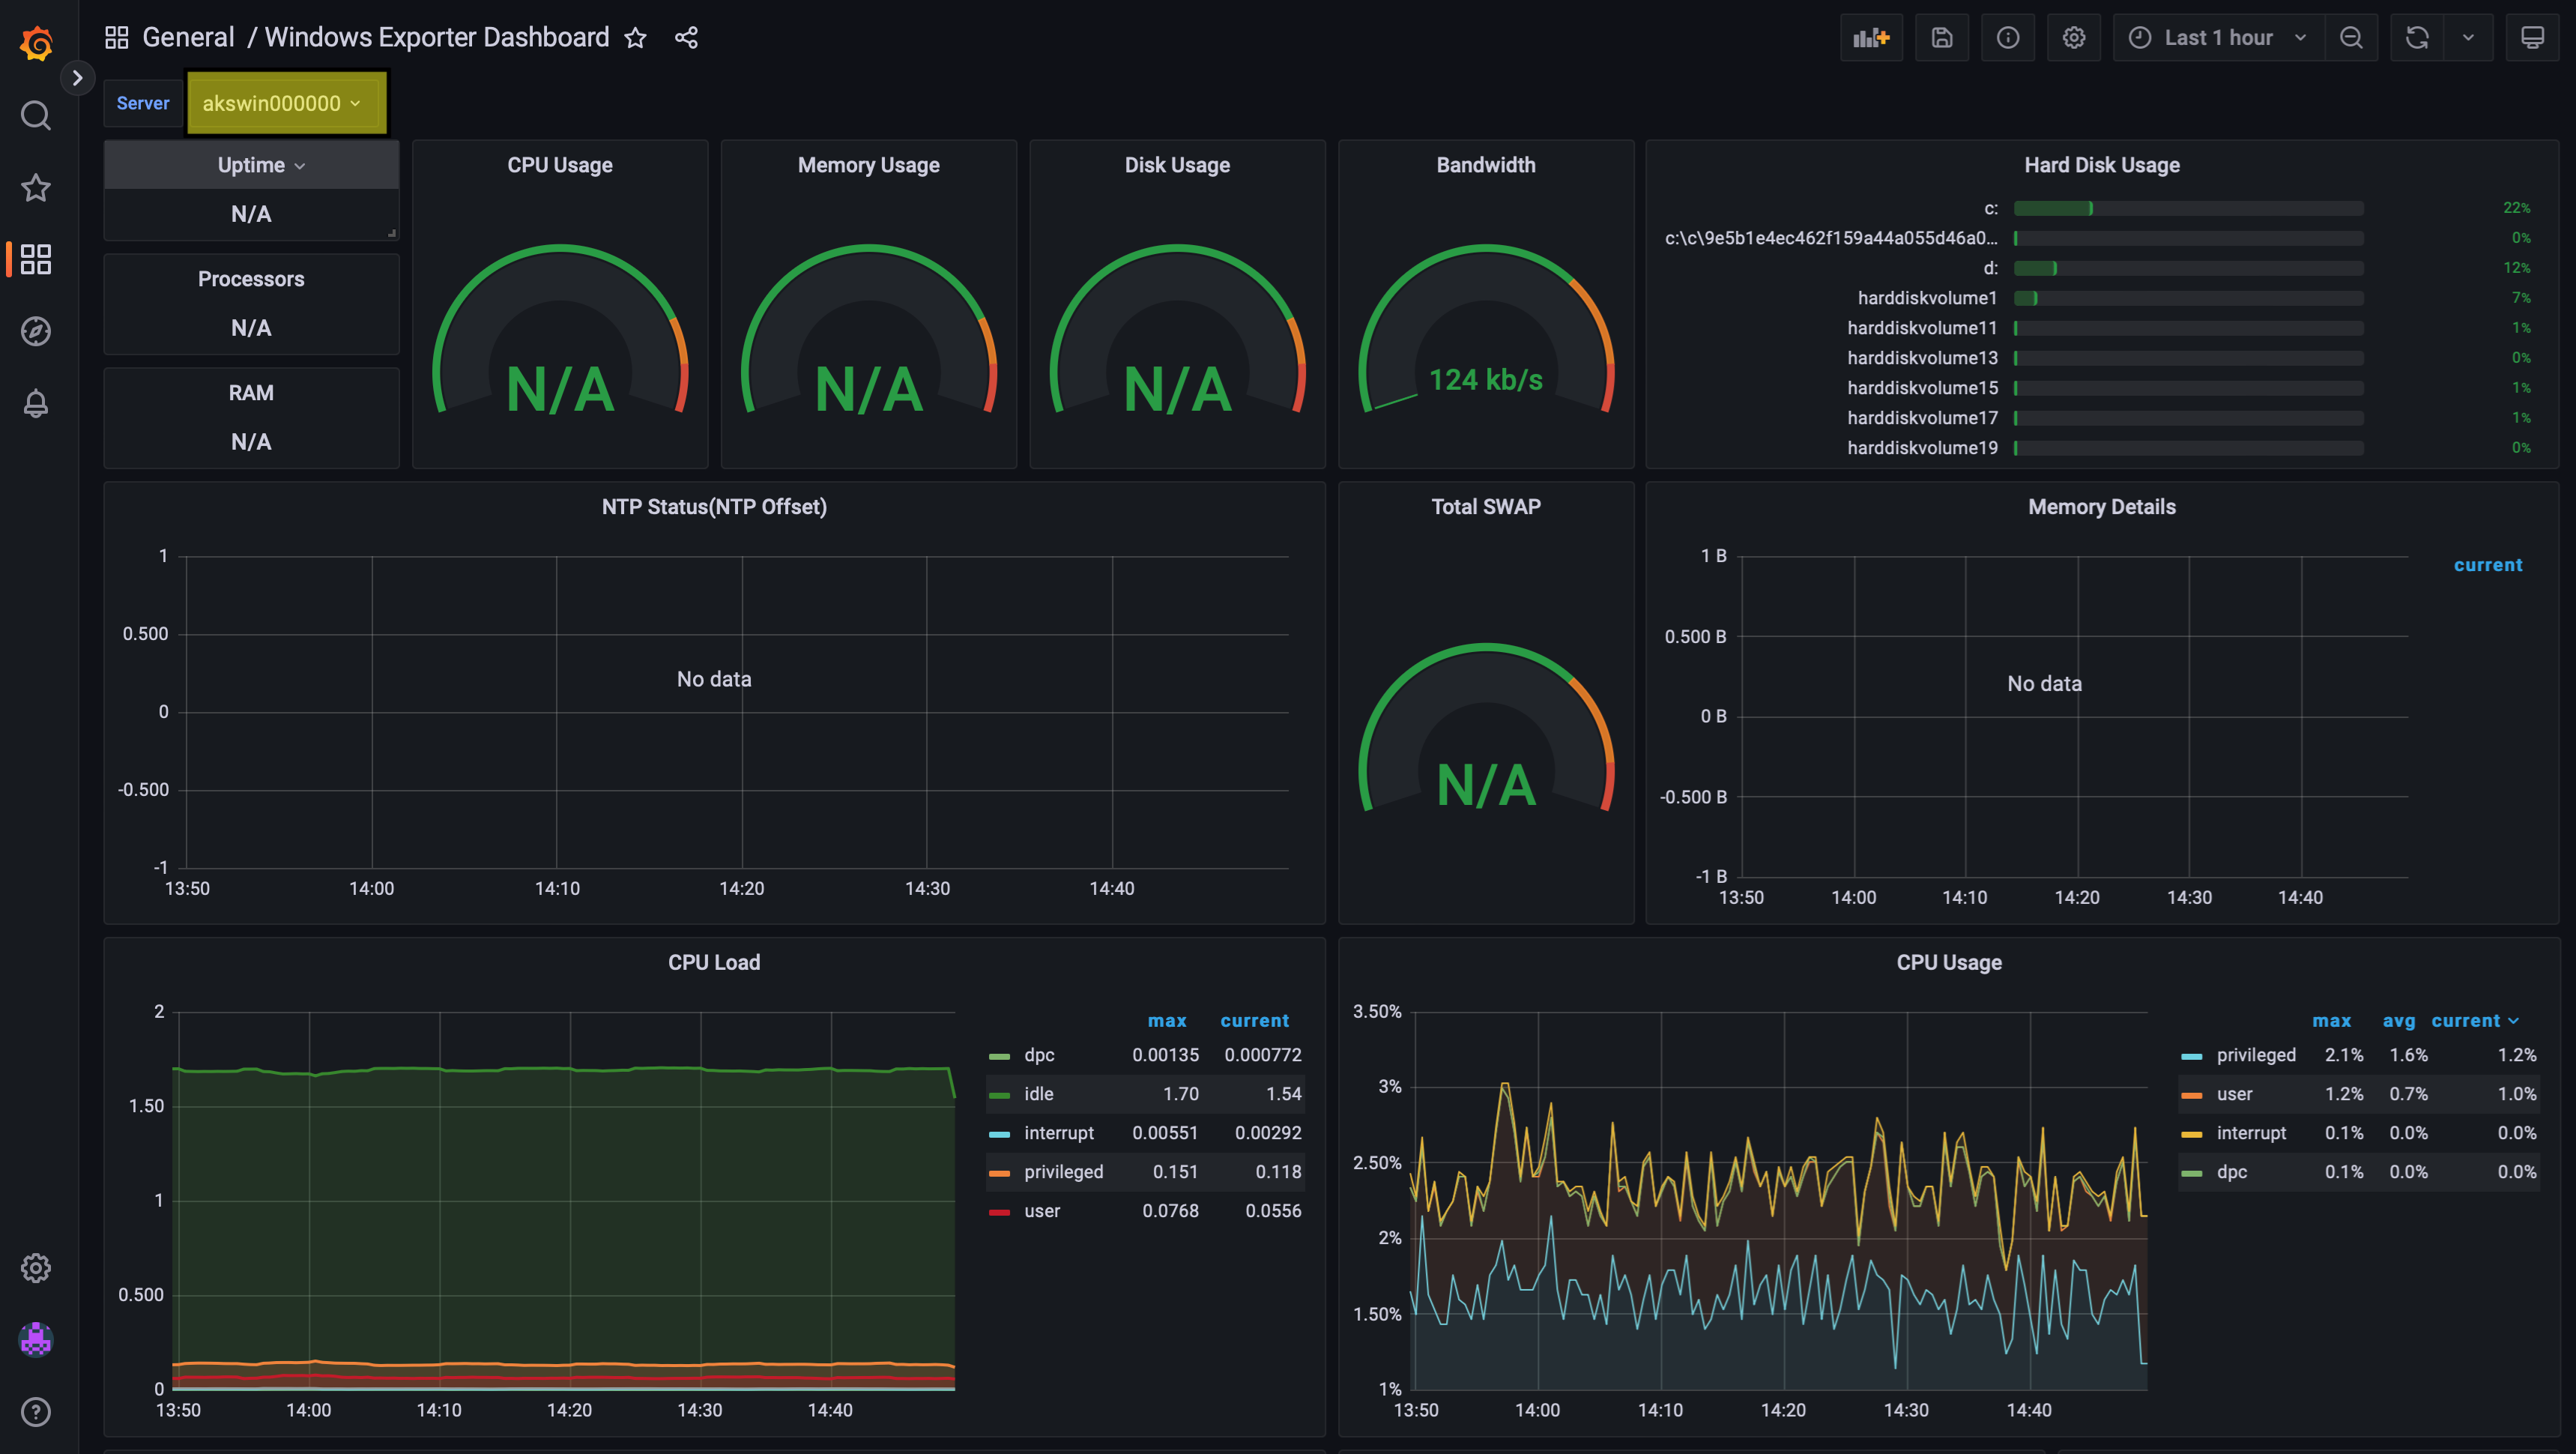 General / Windows Exporter Dashboard
Last 1 hour
Server
akswin000000
Uptime
N/A
Processors
N/A
RAM
N/A
CPU Usage
N/A
Memory Usage
N/A
Disk Usage
N/A
Bandwidth
124 kb/s
Hard Disk Usage
c: 22%
c:\c\9e5b1e4ec462f159a44a055d46a0... 0%
d: 12%
harddiskvolume1 7%
harddiskvolume11 1%
harddiskvolume13 0%
harddiskvolume15 1%
harddiskvolume17 1%
harddiskvolume19 0%
NTP Status(NTP Offset)
1
0.500
0
-0.500
-1
No data
13:50 14:00 14:10 14:20 14:30 14:40
Total SWAP
N/A
Memory Details
1 B
0.500 B
0 B
-0.500 B
-1 B
No data
current
13:50 14:00 14:10 14:20 14:30 14:40
CPU Load
2
1.50
1
0.500
0
13:50 14:00 14:10 14:20 14:30 14:40
max current
dpc 0.00135 0.000772
idle 1.70 1.54
interrupt 0.00551 0.00292
privileged 0.151 0.118
user 0.0768 0.0556
CPU Usage
3.50%
3%
2.50%
2%
1.50%
1%
13:50 14:00 14:10 14:20 14:30 14:40
max avg current
privileged 2.1% 1.6% 1.2%
user 1.2% 0.7% 1.0%
interrupt 0.1% 0.0% 0.0%
dpc 0.1% 0.0% 0.0%